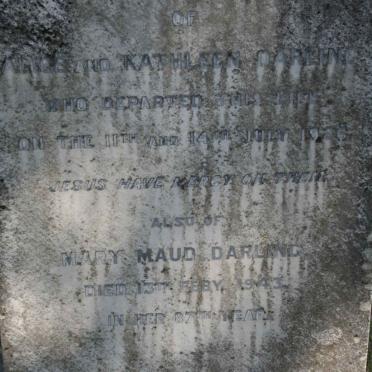 OF
AND KATHLEEN DARLING
WHO DEPARTED THIS LIFE
ON THE 11TH AND 14TH JULY
JESUS HAVE MERCY ON THEM.
ALSO OF
MARY MAUD DARLING
DIED 13TH FEBY. 1943.
IN HER 87TH YEAR.